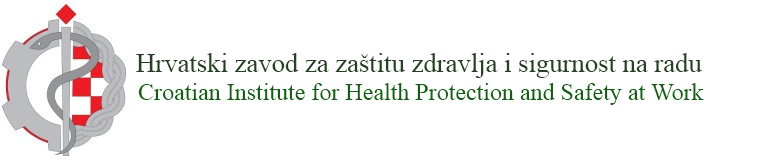 Hrvatski zavod za zaštitu zdravlja i sigurnost na radu
Croatian Institute for Health Protection and Safety at Work